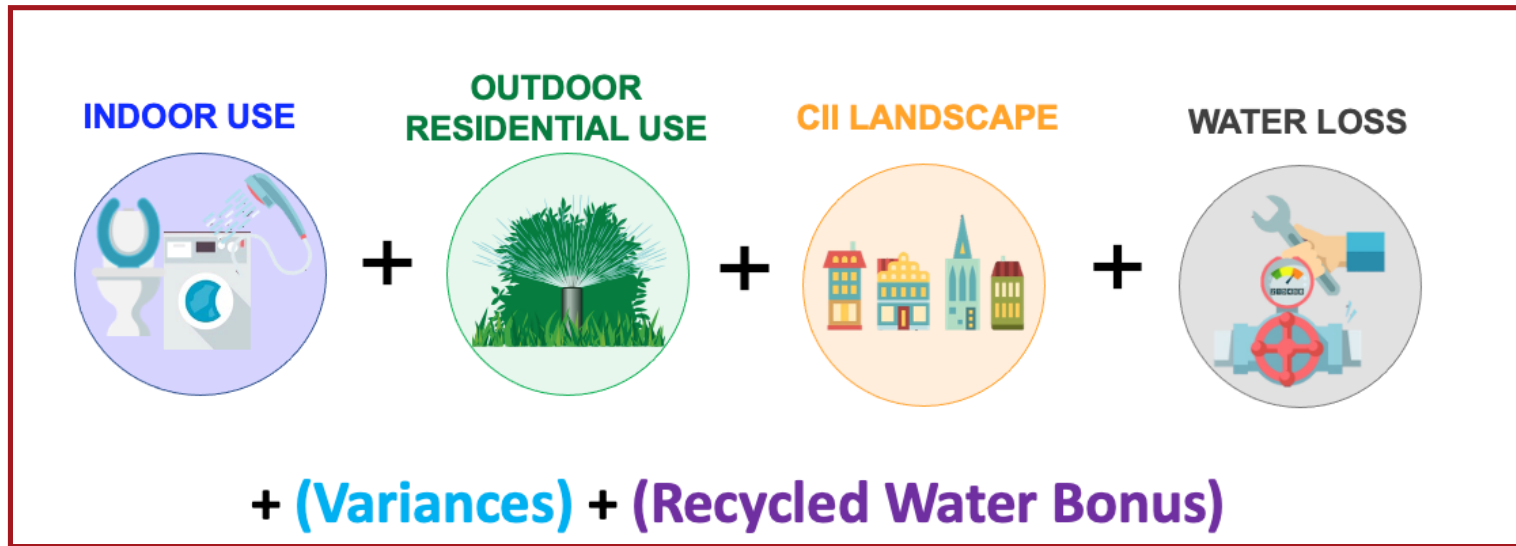 INDOOR USE
OUTDOOR
RESIDENTIAL USE
CII LANDSCAPE
WATER LOSS
+ + +
+ (Variances) + (Recycled Water Bonus)